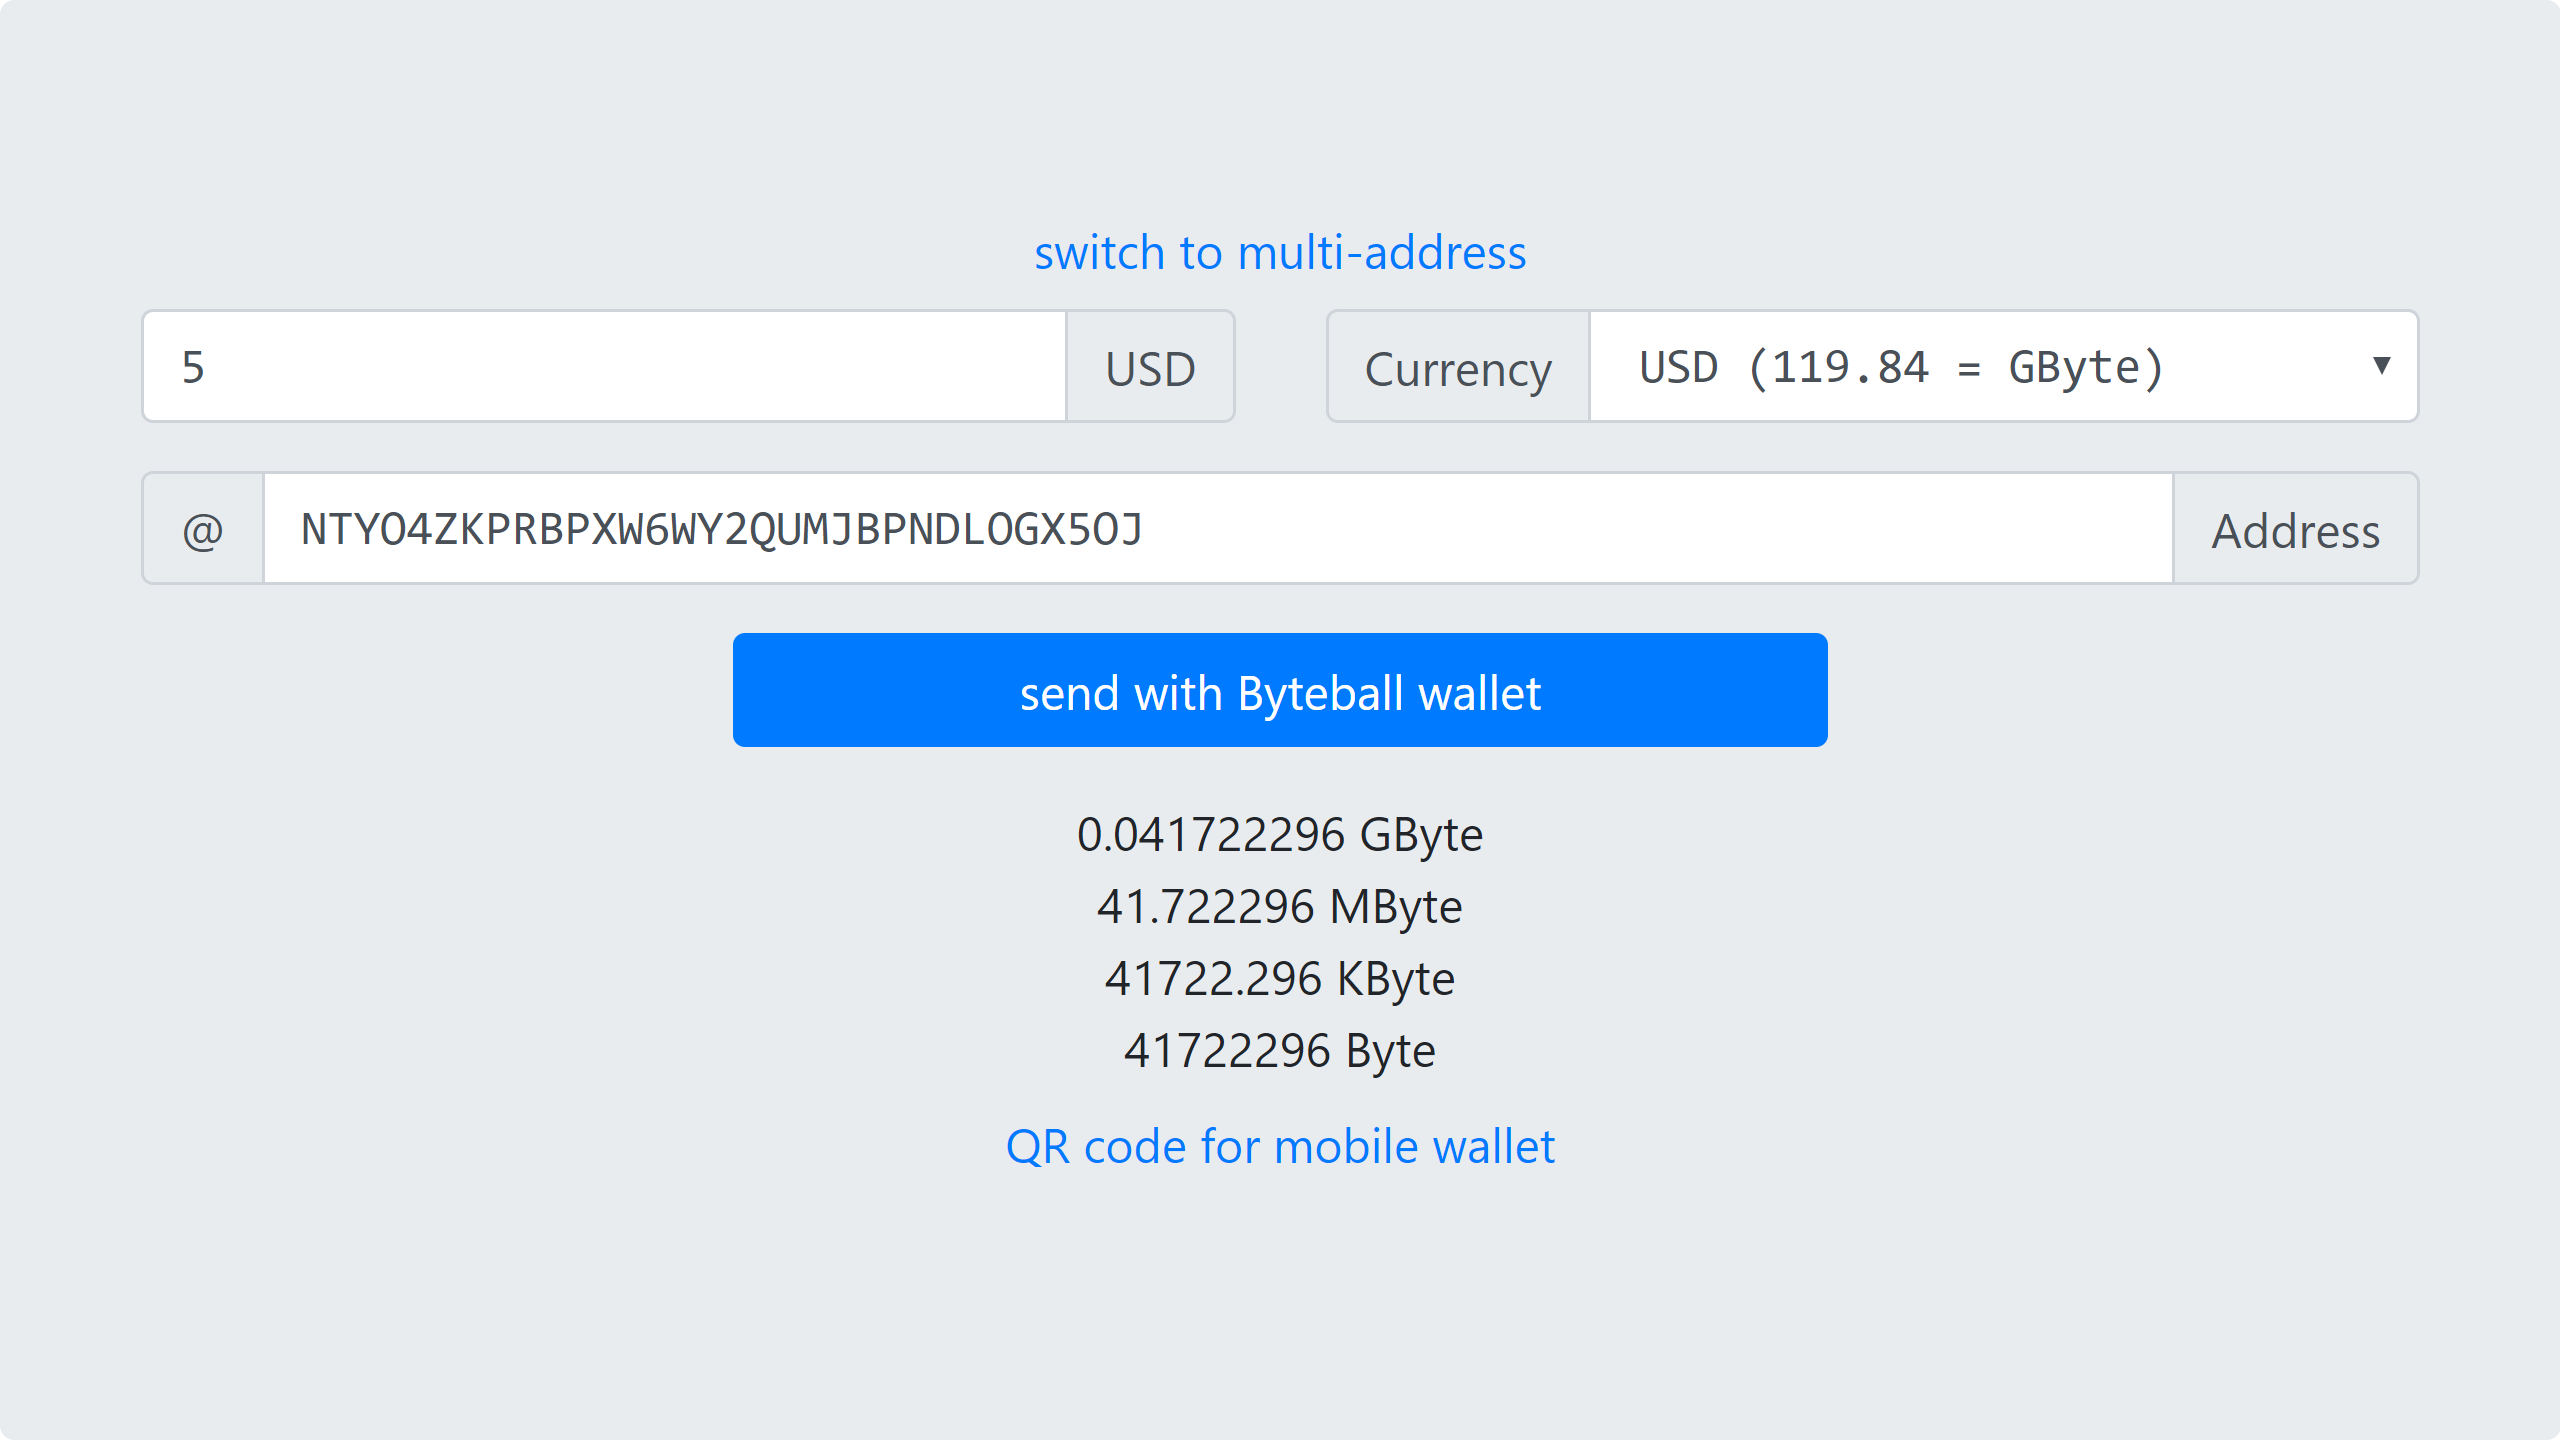 switch to multi-address
5 USD Currency USD (119.84 = GByte) ▼
@ NTYO4ZKPRBPXW6WY2QUMJBPNDLOGX5OJ Address
send with Byteball wallet
0.041722296 GByte
41.722296 MByte
41722.296 KByte
41722296 Byte
QR code for mobile wallet